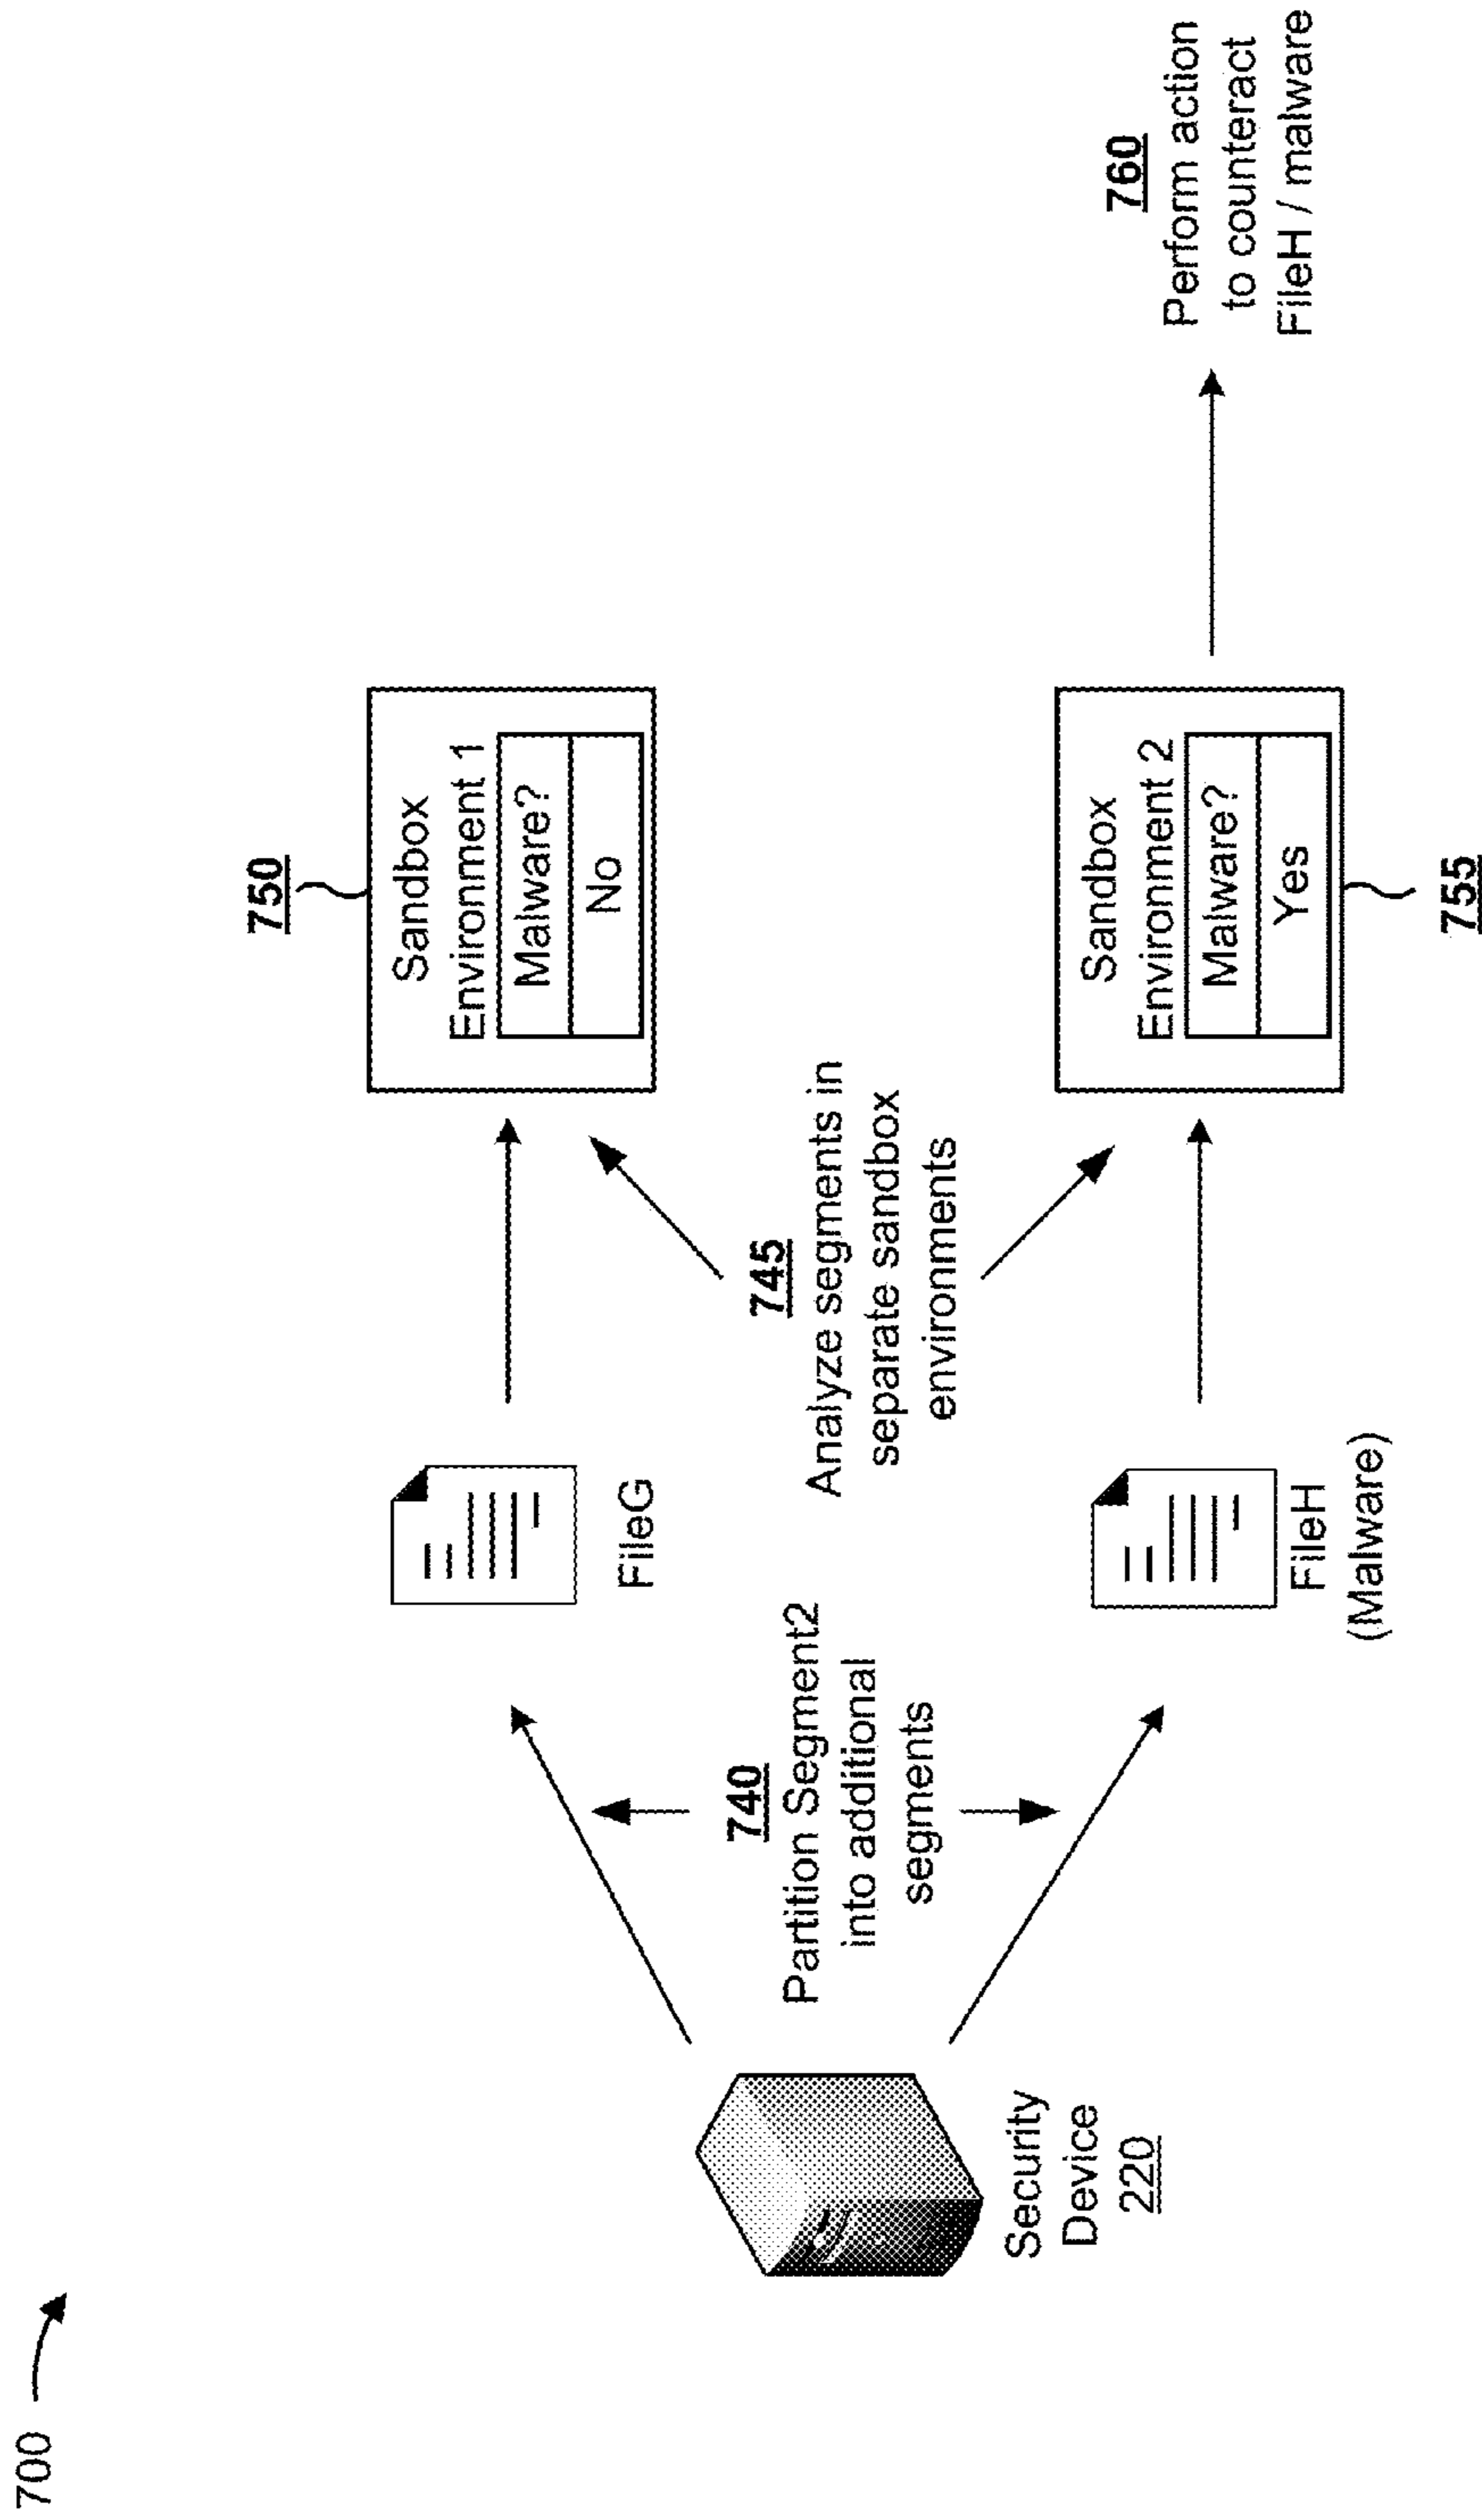 700
Security
Device
220
740
Partition Segment2
into additional
segments
FileG
FileH
(Malware)
745
Analyze segments in
separate sandbox
environments
750
Sandbox
Environment 1
Malware?
No
Sandbox
Environment 2
Malware?
Yes
755
760
Perform action
to counteract
FileH / malware